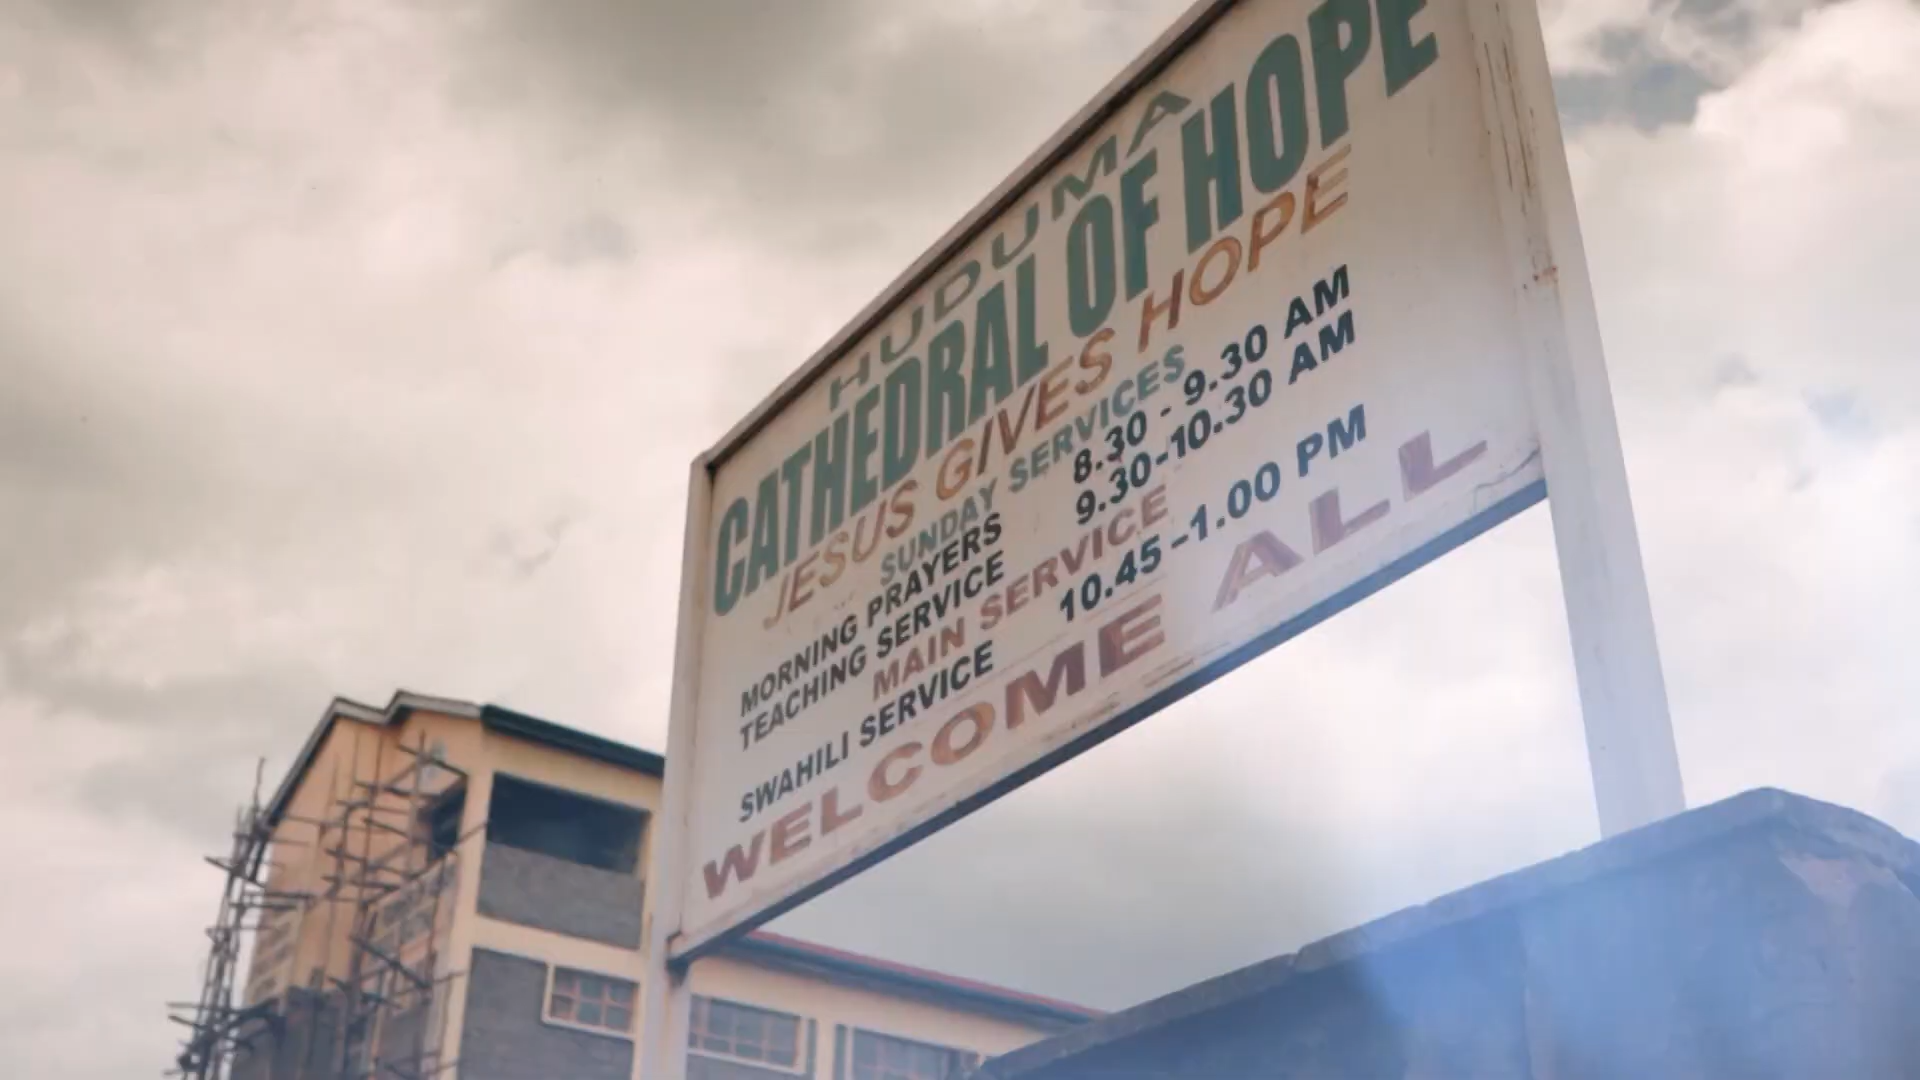 HUDUMA
CATHEDRAL OF HOPE
JESUS GIVES HOPE
SUNDAY SERVICES
MORNING PRAYERS 8.30 - 9.30 AM
TEACHING SERVICE 9.30-10.30 AM
MAIN SERVICE
SWAHILI SERVICE 10.45 -1.00 PM
WELCOME ALL